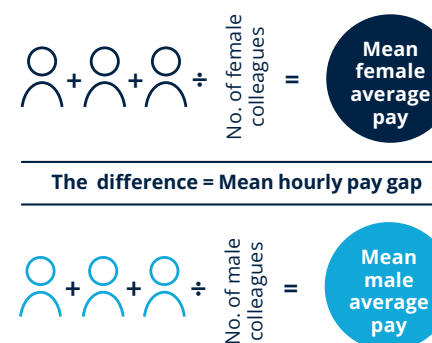 + + ÷
No. of female
colleagues
=
Mean
female
average
pay
The difference = Mean hourly pay gap
+ + ÷
No. of male
colleagues
=
Mean
male
average
pay